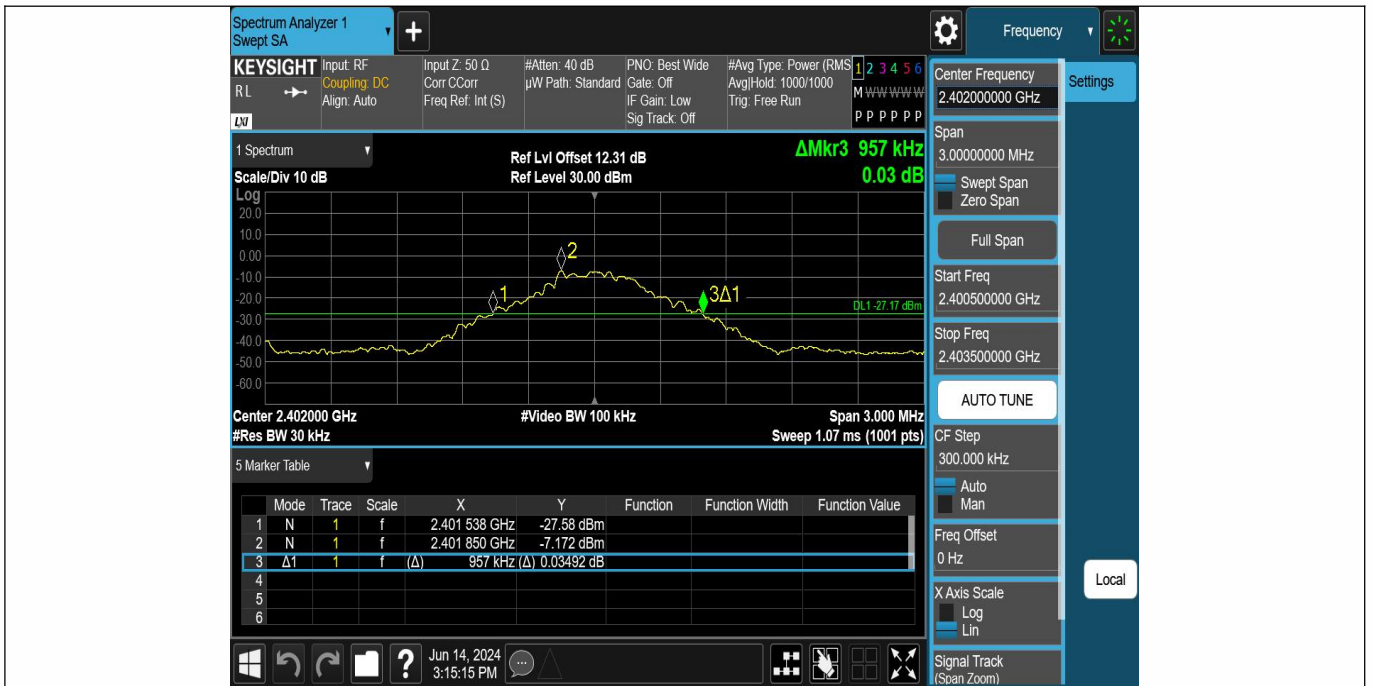 Spectrum Analyzer 1
Swept SA
+
Frequency
KEYSIGHT
RL
LXI
Input: RF
Coupling: DC
Align: Auto
Input Z: 50 Ω
Corr CCorr
Freq Ref: Int (S)
#Atten: 40 dB
µW Path: Standard
PNO: Best Wide
Gate: Off
IF Gain: Low
Sig Track: Off
#Avg Type: Power (RMS
Avg|Hold: 1000/1000
Trig: Free Run
1 2 3 4 5 6
M W W W W W
P P P P P P
1 Spectrum
Scale/Div 10 dB
Ref Lvl Offset 12.31 dB
Ref Level 30.00 dBm
ΔMkr3 957 kHz
0.03 dB
Log
20.0
10.0
0.00
-10.0
-20.0
-30.0
-40.0
-50.0
-60.0
2
1
3Δ1
DL1 -27.17 dBm
Center 2.402000 GHz
#Video BW 100 kHz
Span 3.000 MHz
#Res BW 30 kHz
Sweep 1.07 ms (1001 pts)
5 Marker Table
Mode Trace Scale X Y Function Function Width Function Value
1 N 1 f 2.401 538 GHz -27.58 dBm
2 N 1 f 2.401 850 GHz -7.172 dBm
3 Δ1 1 f (Δ) 957 kHz (Δ) 0.03492 dB
4
5
6
?
Jun 14, 2024
3:15:15 PM
Center Frequency
2.402000000 GHz
Settings
Span
3.00000000 MHz
Swept Span
Zero Span
Full Span
Start Freq
2.400500000 GHz
Stop Freq
2.403500000 GHz
AUTO TUNE
CF Step
300.000 kHz
Auto
Man
Freq Offset
0 Hz
Local
X Axis Scale
Log
Lin
Signal Track
(Span Zoom)